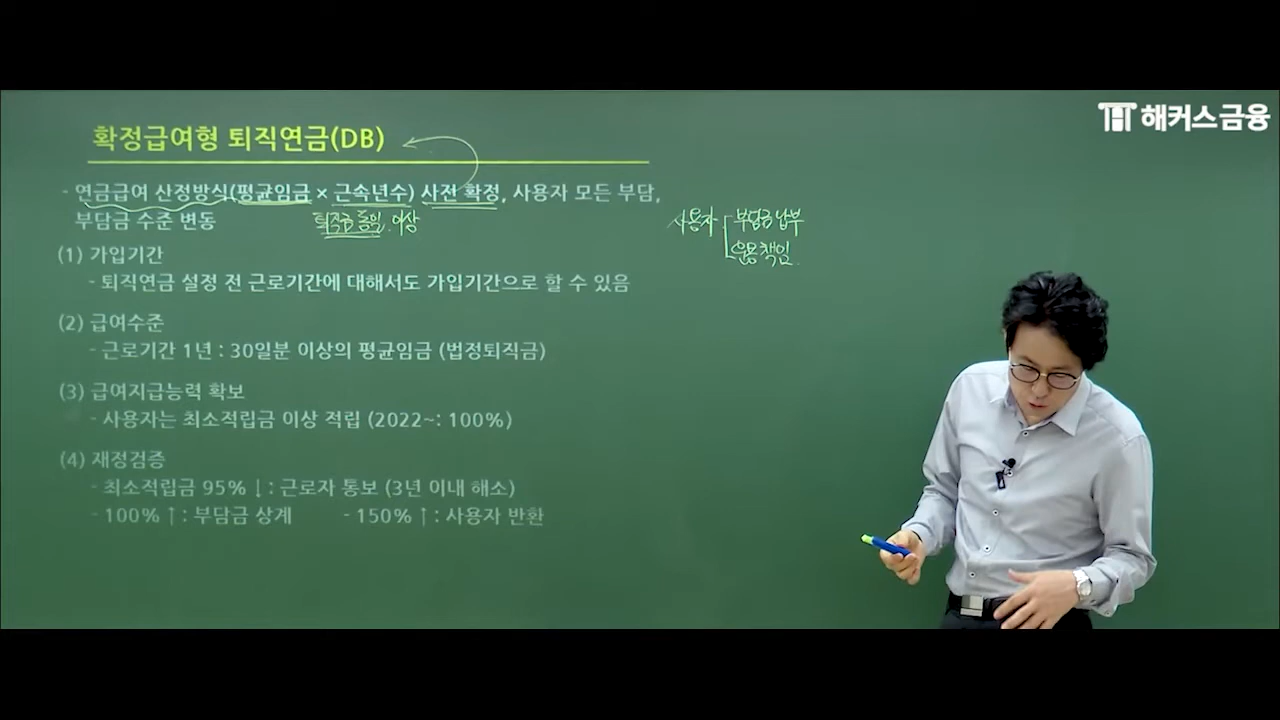 해커스금융
확정급여형 퇴직연금(DB)
- 연금급여 산정방식(평균임금 × 근속년수) 사전 확정, 사용자 모든 부담,
부담금 수준 변동
퇴직금 동일. 이상
사용자 부담금 납부
운용책임.
(1) 가입기간
- 퇴직연금 설정 전 근로기간에 대해서도 가입기간으로 할 수 있음
(2) 급여수준
- 근로기간 1년 : 30일분 이상의 평균임금 (법정퇴직금)
(3) 급여지급능력 확보
- 사용자는 최소적립금 이상 적립 (2022~: 100%)
(4) 재정검증
- 최소적립금 95% ↓ : 근로자 통보 (3년 이내 해소)
- 100% ↑ : 부담금 상계 - 150% ↑ : 사용자 반환